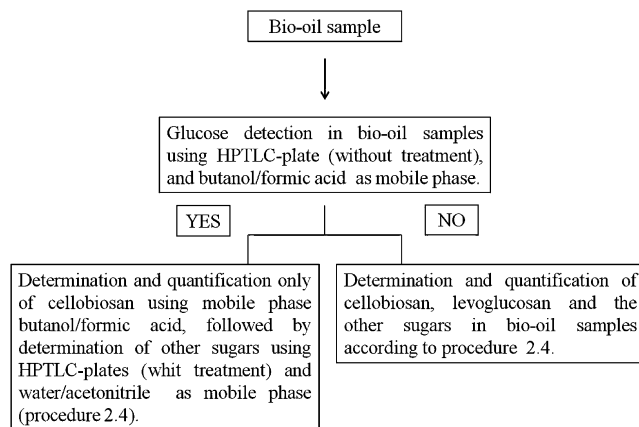 Bio-oil sample
Glucose detection in bio-oil samples
using HPTLC-plate (without treatment),
and butanol/formic acid as mobile phase.
YES
NO
Determination and quantification only
of cellobiosan using mobile phase
butanol/formic acid, followed by
determination of other sugars using
HPTLC-plates (whit treatment) and
water/acetonitrile as mobile phase
(procedure 2.4).
Determination and quantification of
cellobiosan, levoglucosan and the
other sugars in bio-oil samples
according to procedure 2.4.